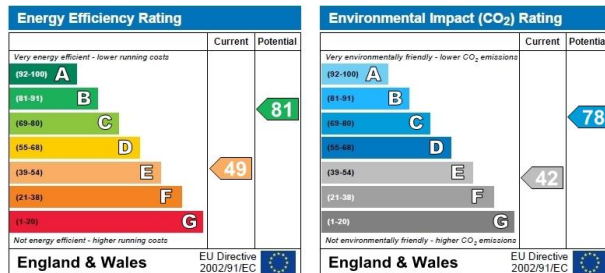 Energy Efficiency Rating
Current Potential
Very energy efficient - lower running costs
(92-100) A
(81-91) B
(69-80) C
(55-68) D
(39-54) E
(21-38) F
(1-20) G
81
49
Not energy efficient - higher running costs
England & Wales
EU Directive
2002/91/EC
Environmental Impact (CO2) Rating
Current Potential
Very environmentally friendly - lower CO2 emissions
(92-100) A
(81-91) B
(69-80) C
(55-68) D
(39-54) E
(21-38) F
(1-20) G
78
42
Not environmentally friendly - higher CO2 emissions
England & Wales
EU Directive
2002/91/EC